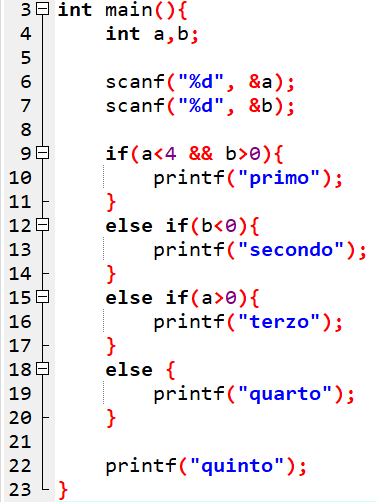 3 int main(){
4 int a,b;
5
6 scanf("%d", &a);
7 scanf("%d", &b);
8
9 if(a<4 && b>0){
10 printf("primo");
11 }
12 else if(b<0){
13 printf("secondo");
14 }
15 else if(a>0){
16 printf("terzo");
17 }
18 else {
19 printf("quarto");
20 }
21
22 printf("quinto");
23 }